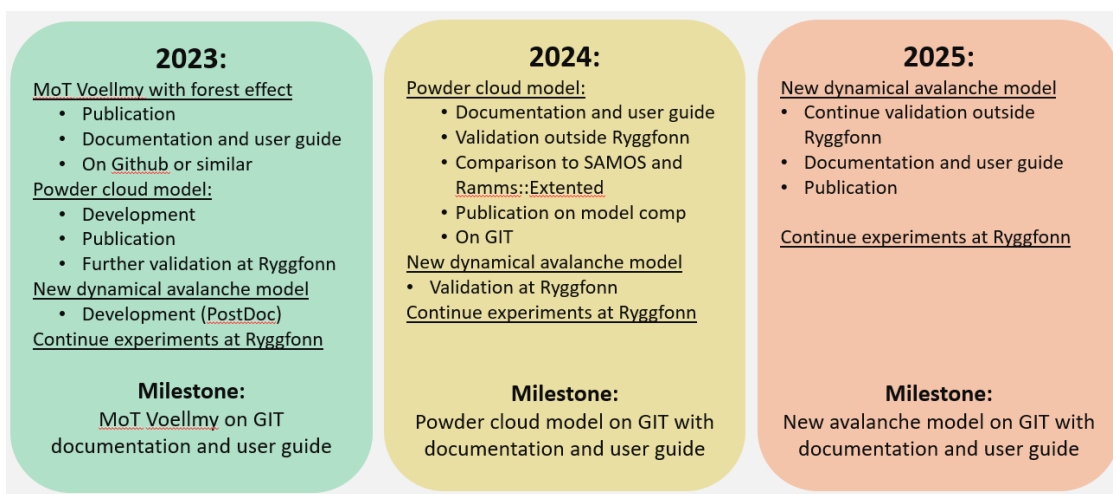 2023:
MoT Voellmy with forest effect
• Publication
• Documentation and user guide
• On Github or similar
Powder cloud model:
• Development
• Publication
• Further validation at Ryggfonn
New dynamical avalanche model
• Development (PostDoc)
Continue experiments at Ryggfonn
Milestone:
MoT Voellmy on GIT
documentation and user guide
2024:
Powder cloud model:
• Documentation and user guide
• Validation outside Ryggfonn
• Comparison to SAMOS and
Ramms::Extented
• Publication on model comp
• On GIT
New dynamical avalanche model
• Validation at Ryggfonn
Continue experiments at Ryggfonn
Milestone:
Powder cloud model on GIT with
documentation and user guide
2025:
New dynamical avalanche model
• Continue validation outside
Ryggfonn
• Documentation and user guide
• Publication
Continue experiments at Ryggfonn
Milestone:
New avalanche model on GIT with
documentation and user guide